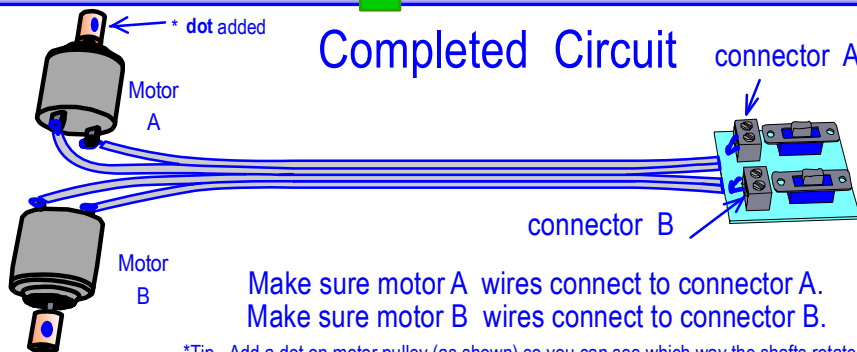 * dot added
Completed Circuit
connector A
Motor
A
connector B
Motor
B
Make sure motor A wires connect to connector A.
Make sure motor B wires connect to connector B.
*Tip Add a dot on motor pulley (as shown) so you can see which way the shafts rotate